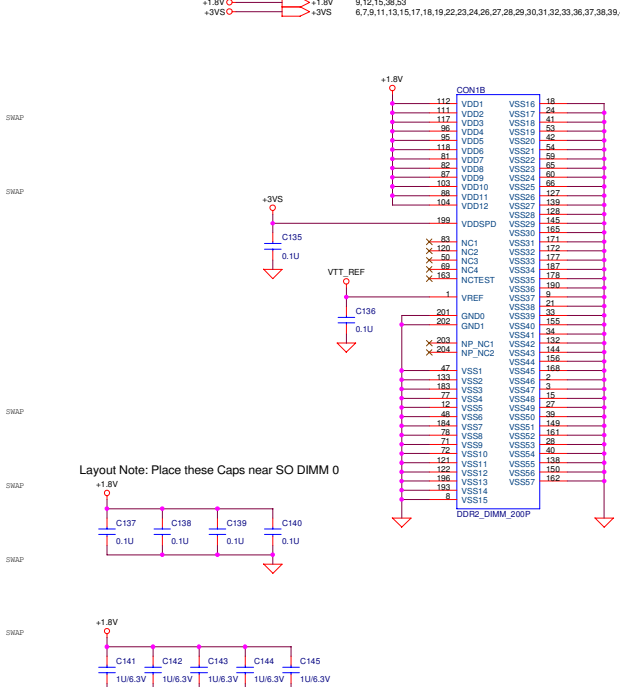 +1.8V +1.8V 9,12,15,38,53
+3VS +3VS 6,7,9,11,13,15,17,18,19,22,23,24,26,27,28,29,30,31,32,33,36,37,38,39,
+1.8V
CON1B
112 VDD1 VSS16 18
111 VDD2 VSS17 24
SWAP
117 VDD3 VSS18 41
96 VDD4 VSS19 53
95 VDD5 VSS20 42
118 VDD6 VSS21 54
81 VDD7 VSS22 59
82 VDD8 VSS23 65
87 VDD9 VSS24 60
103 VDD10 VSS25 66
SWAP
88 VDD11 VSS26 127
104 VDD12 VSS27 139
+3VS
VSS28 128
199 VDDSPD VSS29 145
VSS30 165
C135
0.1U
83 NC1 VSS31 171
120 NC2 VSS32 172
50 NC3 VSS33 177
69 NC4 VSS34 187
163 NCTEST VSS35 178
VTT_REF
VSS36 190
1 VREF VSS37 9
VSS38 21
C136
0.1U
201 GND0 VSS39 33
202 GND1 VSS40 155
VSS41 34
203 NP_NC1 VSS42 132
204 NP_NC2 VSS43 144
VSS44 156
47 VSS1 VSS45 168
133 VSS2 VSS46 2
183 VSS3 VSS47 3
77 VSS4 VSS48 15
12 VSS5 VSS49 27
SWAP
48 VSS6 VSS50 39
184 VSS7 VSS51 149
78 VSS8 VSS52 161
71 VSS9 VSS53 28
72 VSS10 VSS54 40
121 VSS11 VSS55 138
122 VSS12 VSS56 150
196 VSS13 VSS57 162
193 VSS14
8 VSS15
DDR2_DIMM_200P
Layout Note: Place these Caps near SO DIMM 0
SWAP
+1.8V
C137 C138 C139 C140
0.1U 0.1U 0.1U 0.1U
SWAP
SWAP
+1.8V
C141 C142 C143 C144 C145
1U/6.3V 1U/6.3V 1U/6.3V 1U/6.3V 1U/6.3V